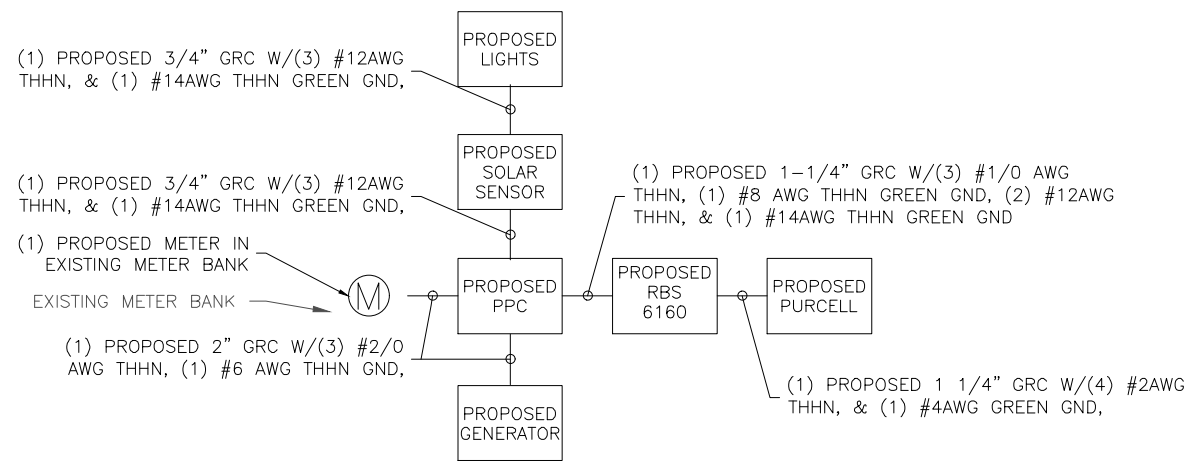 PROPOSED
LIGHTS
(1) PROPOSED 3/4" GRC W/(3) #12AWG
THHN, & (1) #14AWG THHN GREEN GND,
PROPOSED
SOLAR
SENSOR
(1) PROPOSED 3/4" GRC W/(3) #12AWG
THHN, & (1) #14AWG THHN GREEN GND,
(1) PROPOSED 1-1/4" GRC W/(3) #1/0 AWG
THHN, (1) #8 AWG THHN GREEN GND, (2) #12AWG
THHN, & (1) #14AWG THHN GREEN GND
(1) PROPOSED METER IN
EXISTING METER BANK
EXISTING METER BANK
M
PROPOSED
PPC
PROPOSED
RBS
6160
PROPOSED
PURCELL
(1) PROPOSED 2" GRC W/(3) #2/0
AWG THHN, (1) #6 AWG THHN GND,
(1) PROPOSED 1 1/4" GRC W/(4) #2AWG
THHN, & (1) #4AWG GREEN GND,
PROPOSED
GENERATOR